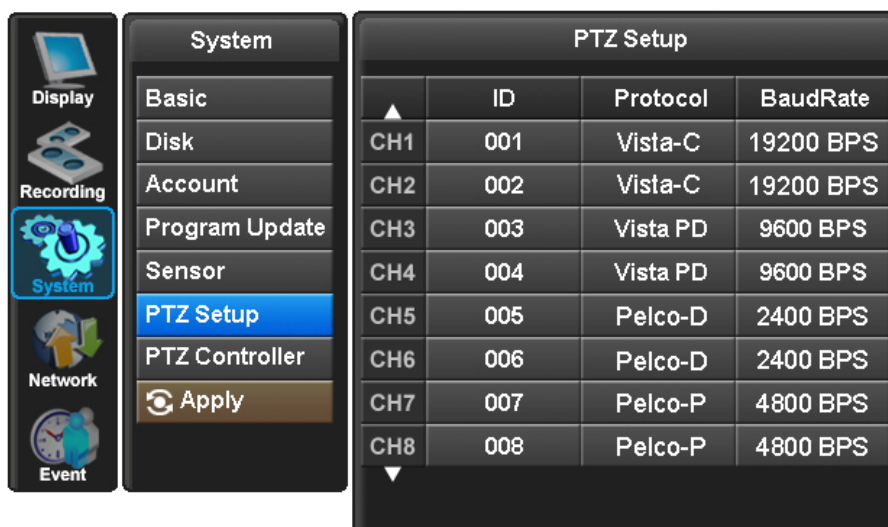 Display
Recording
System
Network
Event
System
Basic
Disk
Account
Program Update
Sensor
PTZ Setup
PTZ Controller
Apply
PTZ Setup
ID Protocol BaudRate
CH1 001 Vista-C 19200 BPS
CH2 002 Vista-C 19200 BPS
CH3 003 Vista PD 9600 BPS
CH4 004 Vista PD 9600 BPS
CH5 005 Pelco-D 2400 BPS
CH6 006 Pelco-D 2400 BPS
CH7 007 Pelco-P 4800 BPS
CH8 008 Pelco-P 4800 BPS